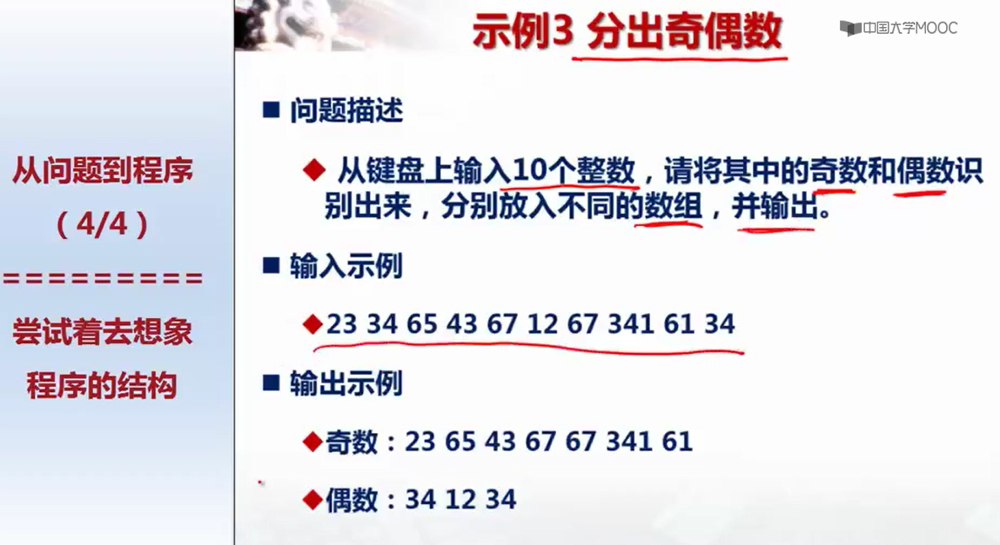 示例3 分出奇偶数
中国大学MOOC
从问题到程序
（4/4）
=========
尝试着去想象
程序的结构
问题描述
从键盘上输入10个整数，请将其中的奇数和偶数识
别出来，分别放入不同的数组，并输出。
输入示例
23 34 65 43 67 12 67 341 61 34
输出示例
奇数：23 65 43 67 67 341 61
偶数：34 12 34